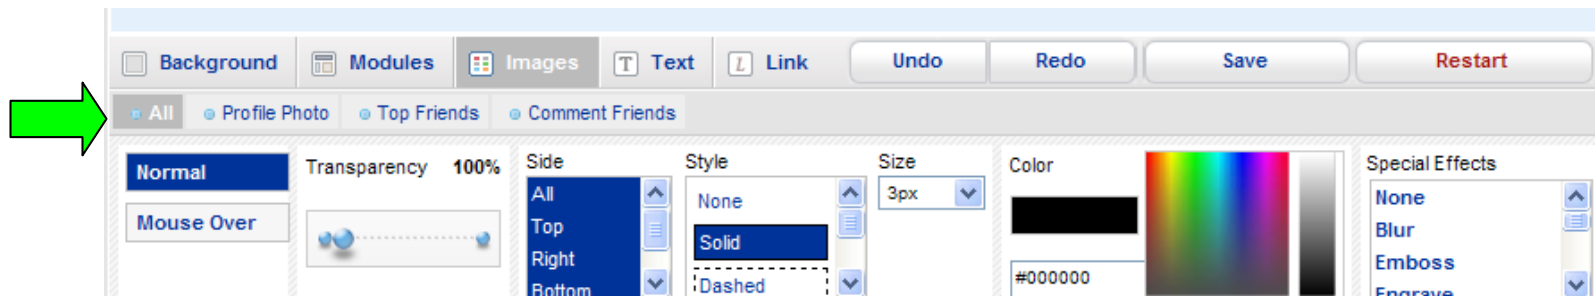 Background Modules Images T Text L Link Undo Redo Save Restart
All Profile Photo Top Friends Comment Friends
Normal
Mouse Over
Transparency 100%
Side
All
Top
Right
Bottom
Style
None
Solid
Dashed
Size
3px
Color
#000000
Special Effects
None
Blur
Emboss
Engrave